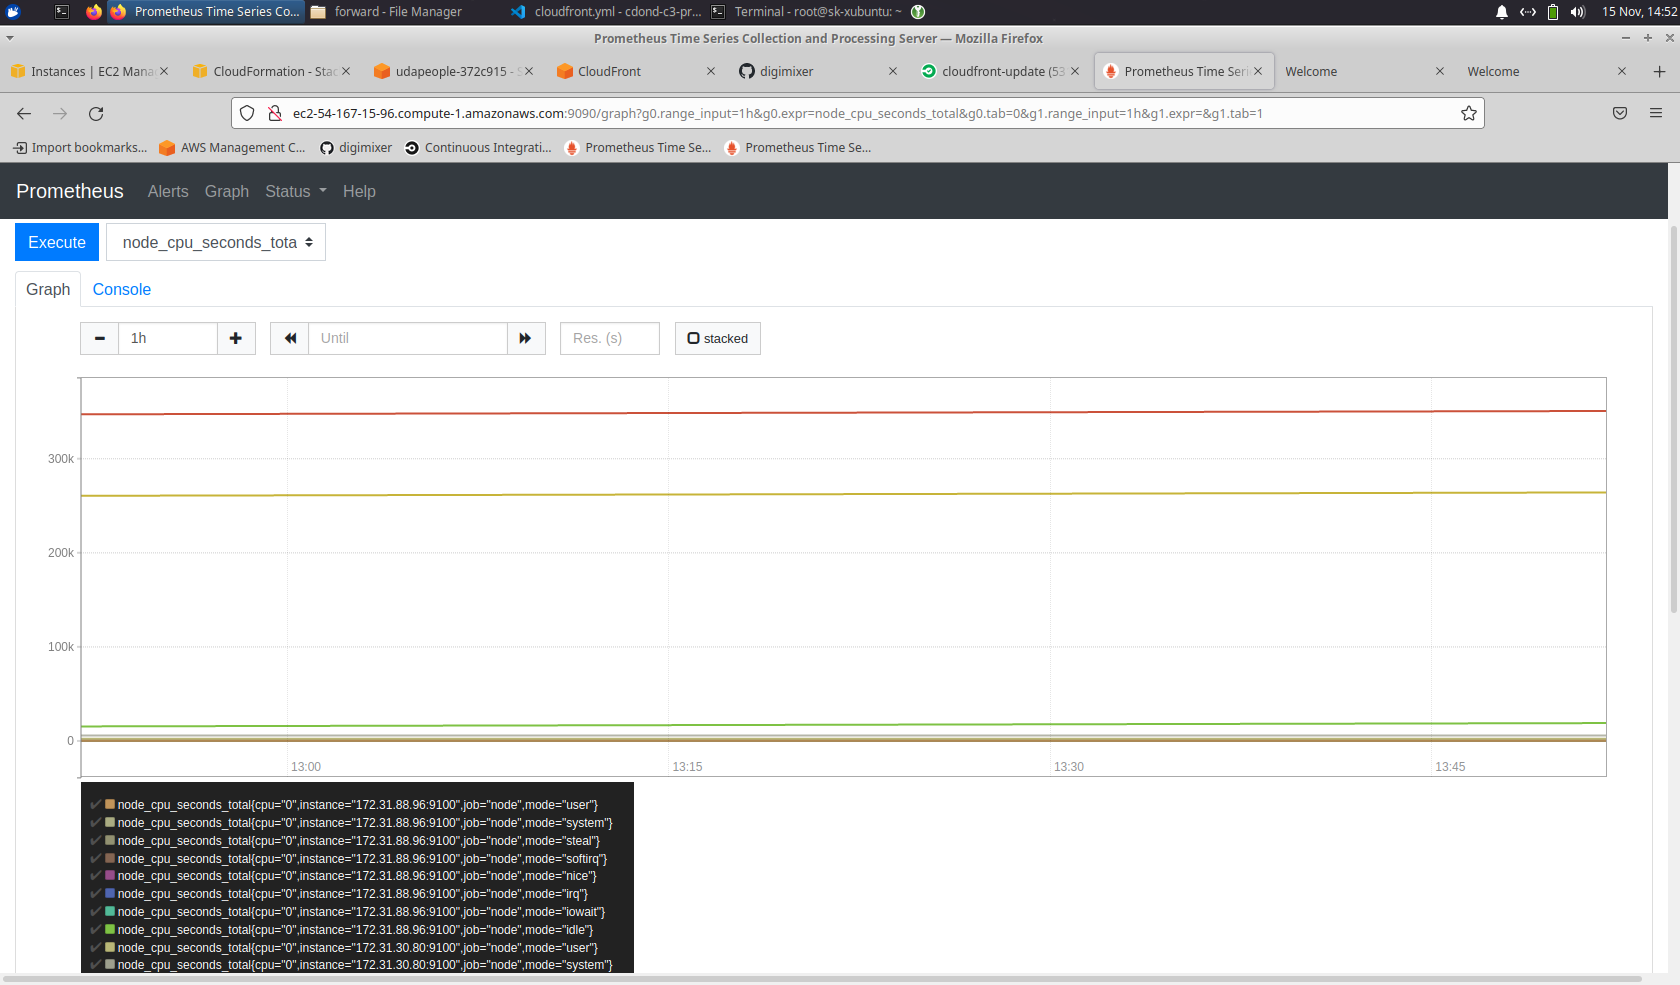 Prometheus Time Series Co...
forward - File Manager
cloudfront.yml - cdond-c3-pr...
Terminal - root@sk-xubuntu: ~
15 Nov, 14:52
Prometheus Time Series Collection and Processing Server — Mozilla Firefox
Instances | EC2 Mana
CloudFormation - Stac
udapeople-372c915 - S
CloudFront
digimixer
cloudfront-update (53
Prometheus Time Seri
Welcome
Welcome
ec2-54-167-15-96.compute-1.amazonaws.com:9090/graph?g0.range_input=1h&g0.expr=node_cpu_seconds_total&g0.tab=0&g1.range_input=1h&g1.expr=&g1.tab=1
Import bookmarks...
AWS Management C...
digimixer
Continuous Integrati...
Prometheus Time Se...
Prometheus Time Se...
Prometheus
Alerts
Graph
Status
Help
Execute
node_cpu_seconds_tota
Graph
Console
1h
Until
Res. (s)
stacked
300k
200k
100k
0
13:00
13:15
13:30
13:45
node_cpu_seconds_total{cpu="0",instance="172.31.88.96:9100",job="node",mode="user"}
node_cpu_seconds_total{cpu="0",instance="172.31.88.96:9100",job="node",mode="system"}
node_cpu_seconds_total{cpu="0",instance="172.31.88.96:9100",job="node",mode="steal"}
node_cpu_seconds_total{cpu="0",instance="172.31.88.96:9100",job="node",mode="softirq"}
node_cpu_seconds_total{cpu="0",instance="172.31.88.96:9100",job="node",mode="nice"}
node_cpu_seconds_total{cpu="0",instance="172.31.88.96:9100",job="node",mode="irq"}
node_cpu_seconds_total{cpu="0",instance="172.31.88.96:9100",job="node",mode="iowait"}
node_cpu_seconds_total{cpu="0",instance="172.31.88.96:9100",job="node",mode="idle"}
node_cpu_seconds_total{cpu="0",instance="172.31.30.80:9100",job="node",mode="user"}
node_cpu_seconds_total{cpu="0",instance="172.31.30.80:9100",job="node",mode="system"}